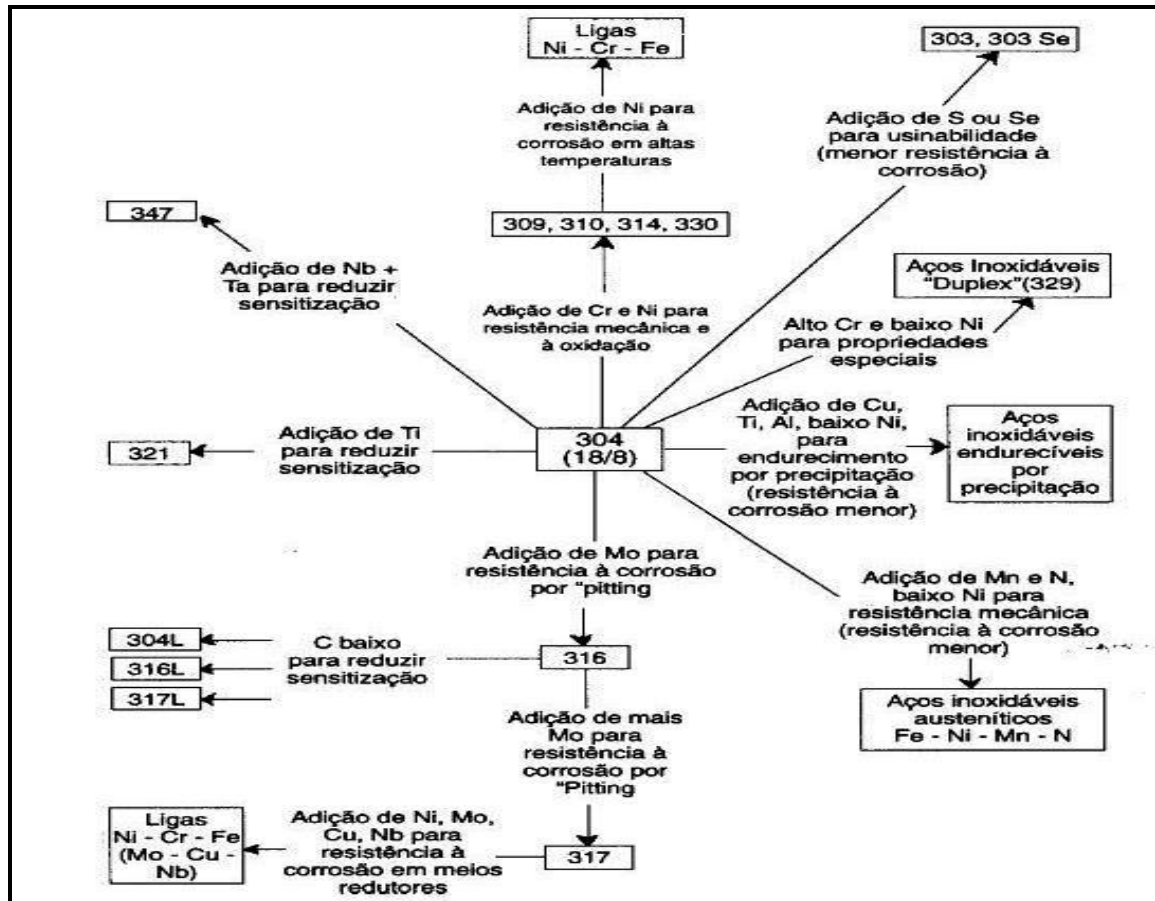 Ligas
Ni - Cr - Fe
303, 303 Se
Adição de Ni para
resistência à
corrosão em altas
temperaturas
Adição de S ou Se
para usinabilidade
(menor resistência à
corrosão)
347
309, 310, 314, 330
Adição de Nb +
Ta para reduzir
sensitização
Aços Inoxidáveis
"Duplex"(329)
Adição de Cr e Ni para
resistência mecânica e
à oxidação
Alto Cr e baixo Ni
para propriedades
especiais
321
Adição de Ti
para reduzir
sensitização
304
(18/8)
Adição de Cu,
Ti, Al, baixo Ni,
para
endurecimento
por precipitação
(resistência à
corrosão menor)
Aços
inoxidáveis
endurecíveis
por
precipitação
Adição de Mo para
resistência à corrosão
por "pitting
Adição de Mn e N,
baixo Ni para
resistência mecânica
(resistência à corrosão
menor)
304L
316L
317L
C baixo
para reduzir
sensitização
316
Aços inoxidáveis
austeníticos
Fe - Ni - Mn - N
Adição de mais
Mo para
resistência à
corrosão por
"Pitting
Ligas
Ni - Cr - Fe
(Mo - Cu -
Nb)
Adição de Ni, Mo,
Cu, Nb para
resistência à
corrosão em meios
redutores
317